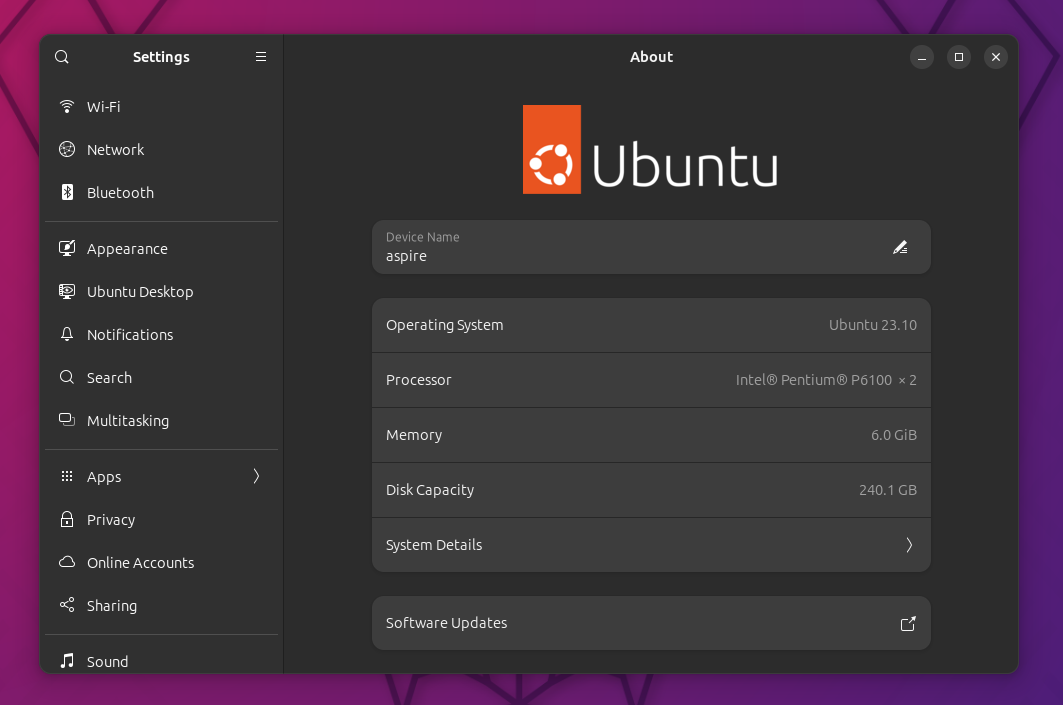 Settings
About
Wi-Fi
Network
Bluetooth
Appearance
Ubuntu Desktop
Notifications
Search
Multitasking
Apps
Privacy
Online Accounts
Sharing
Sound
Ubuntu
Device Name
aspire
Operating System Ubuntu 23.10
Processor Intel® Pentium® P6100 × 2
Memory 6.0 GiB
Disk Capacity 240.1 GB
System Details
Software Updates